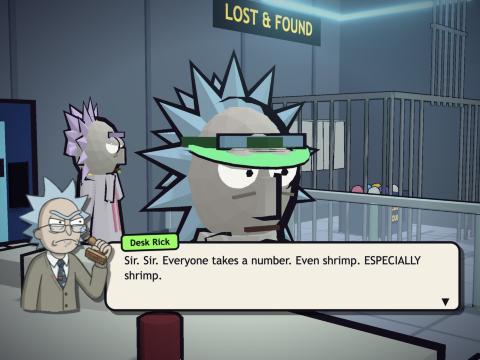 LOST & FOUND
Desk Rick
Sir. Sir. Everyone takes a number. Even shrimp. ESPECIALLY
shrimp.